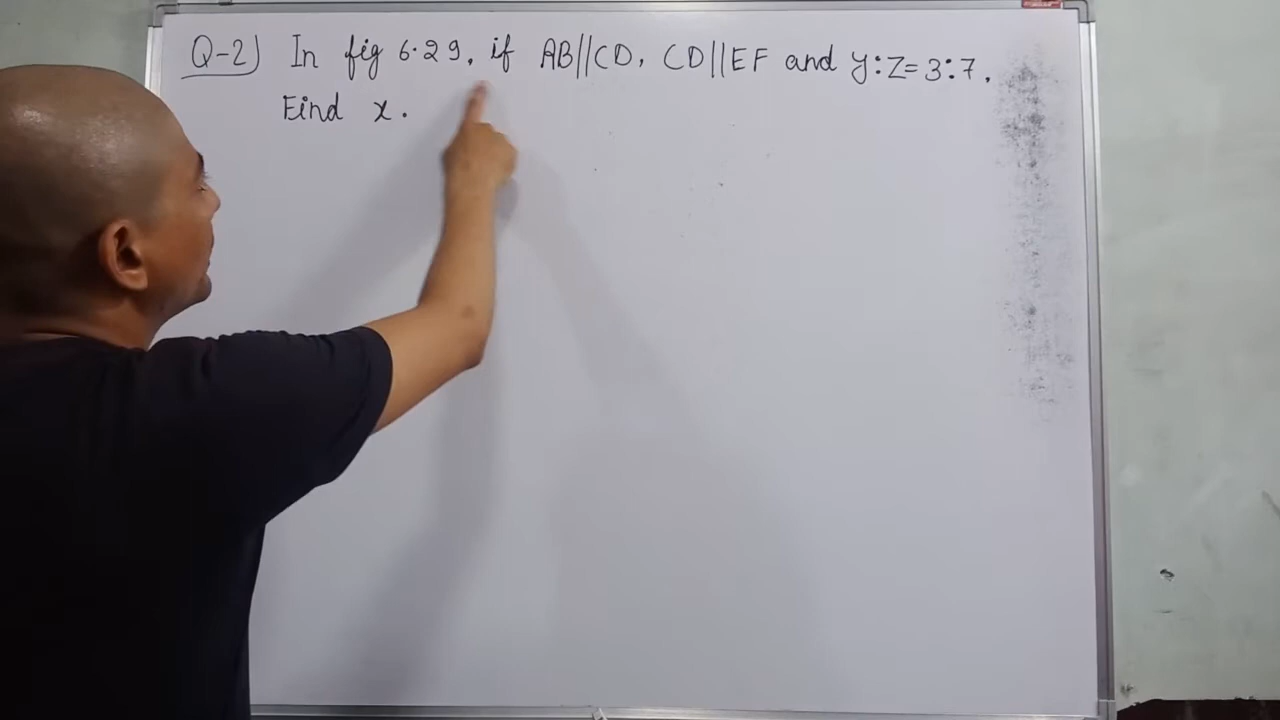 Q-2) In fig 6.29, if AB||CD, CD||EF and y:z=3:7.
Find x.